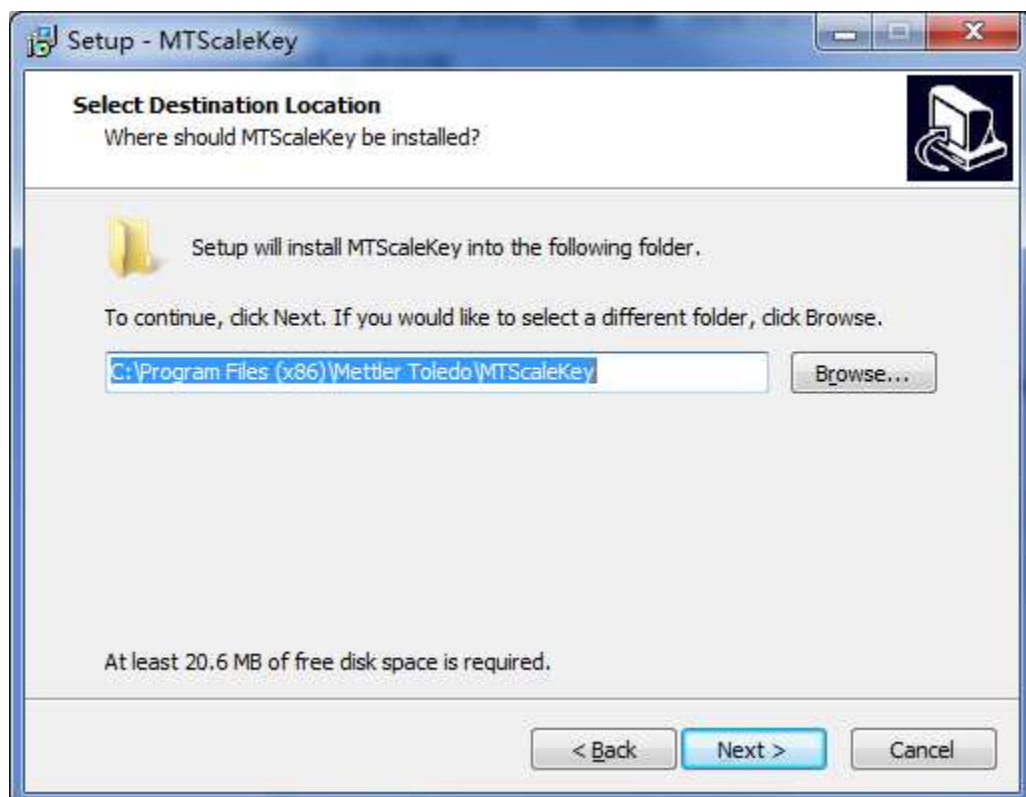 Setup - MTScaleKey
Select Destination Location
Where should MTScaleKey be installed?
Setup will install MTScaleKey into the following folder.
To continue, click Next. If you would like to select a different folder, click Browse.
C:\Program Files (x86)\Mettler Toledo\MTScaleKey
Browse...
At least 20.6 MB of free disk space is required.
< Back
Next >
Cancel